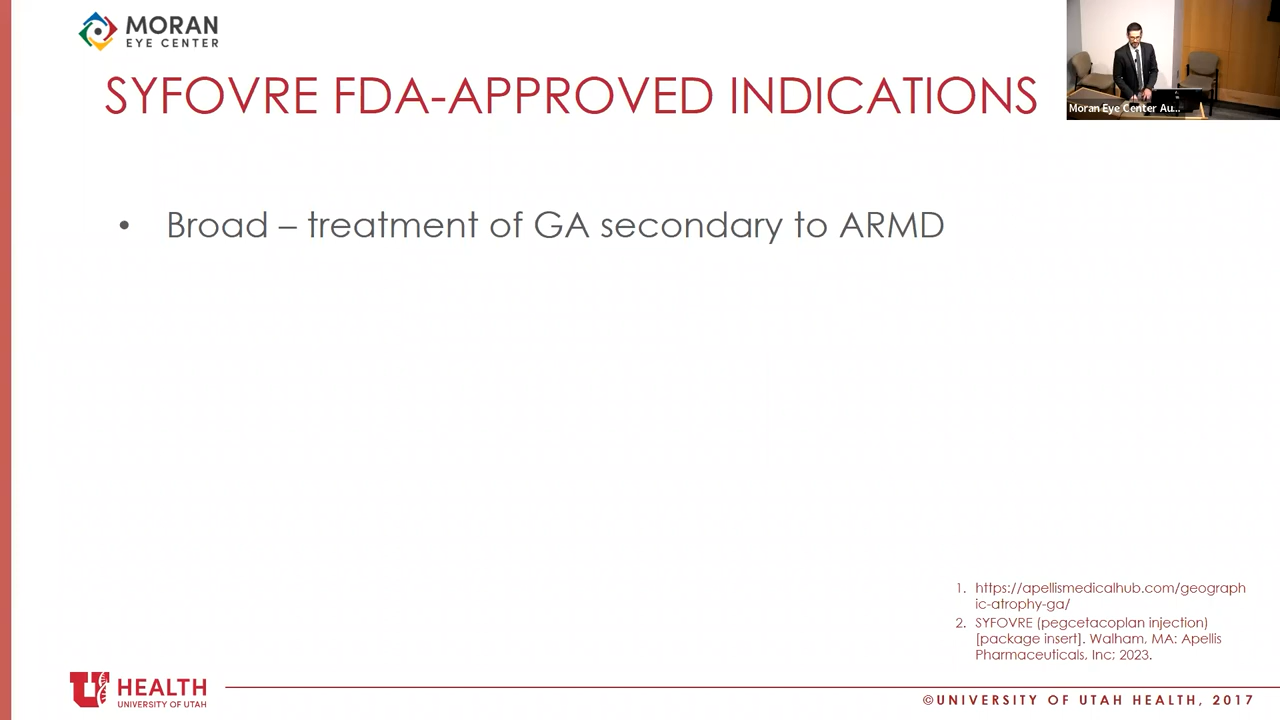 MORAN
EYE CENTER
SYFOVRE FDA-APPROVED INDICATIONS
Moran Eye Center Au...
• Broad – treatment of GA secondary to ARMD
1. https://apellismedicalhub.com/geograph
ic-atrophy-ga/
2. SYFOVRE (pegcetacoplan injection)
[package insert]. Walham, MA: Apellis
Pharmaceuticals, Inc; 2023.
U HEALTH
UNIVERSITY OF UTAH
©UNIVERSITY OF UTAH HEALTH, 2017